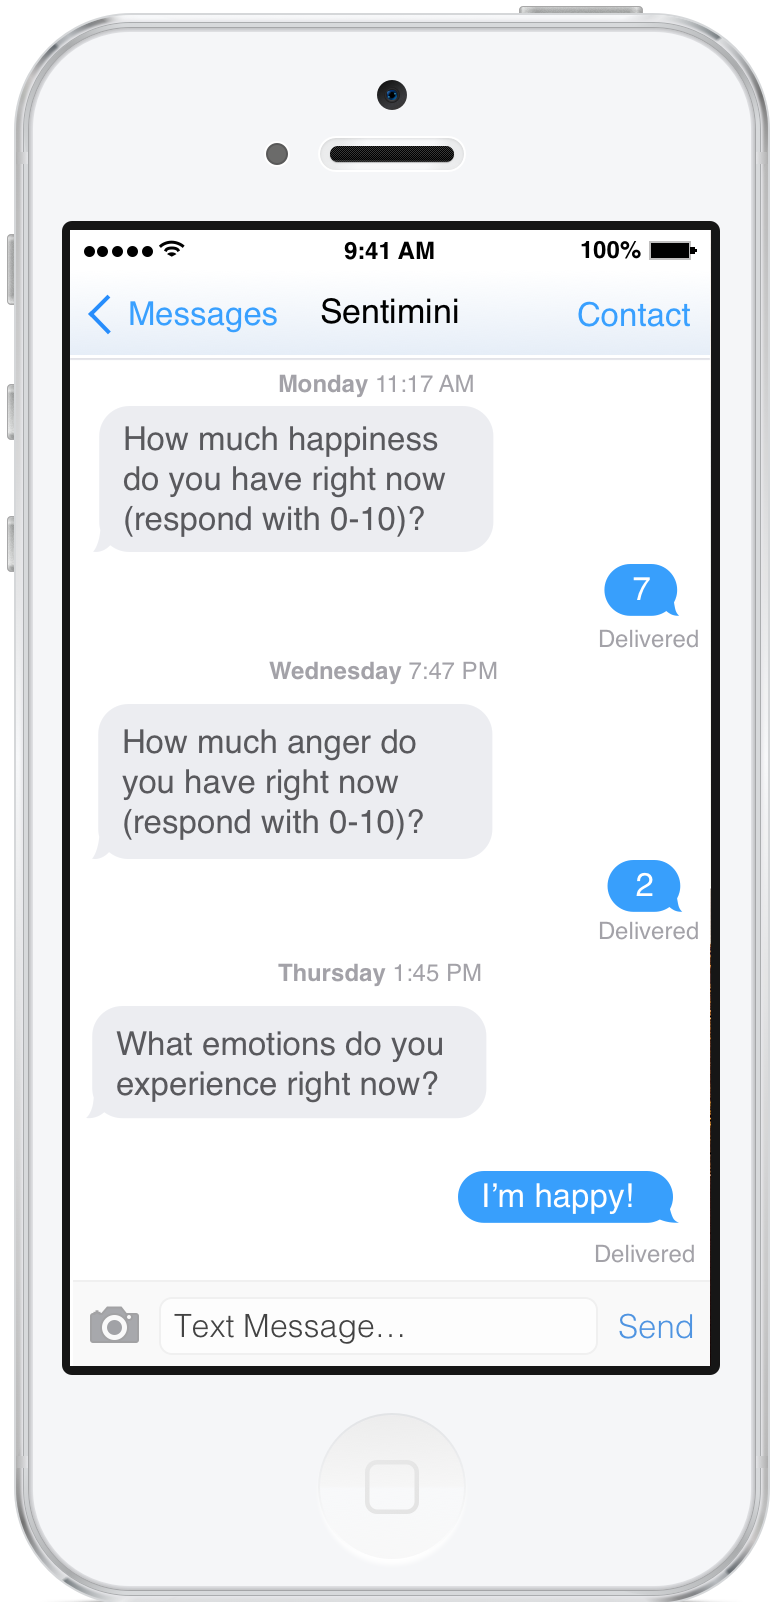 9:41 AM 100%
Messages Sentimini Contact
Monday 11:17 AM
How much happiness
do you have right now
(respond with 0-10)?
7
Delivered
Wednesday 7:47 PM
How much anger do
you have right now
(respond with 0-10)?
2
Delivered
Thursday 1:45 PM
What emotions do you
experience right now?
I’m happy!
Delivered
Text Message... Send